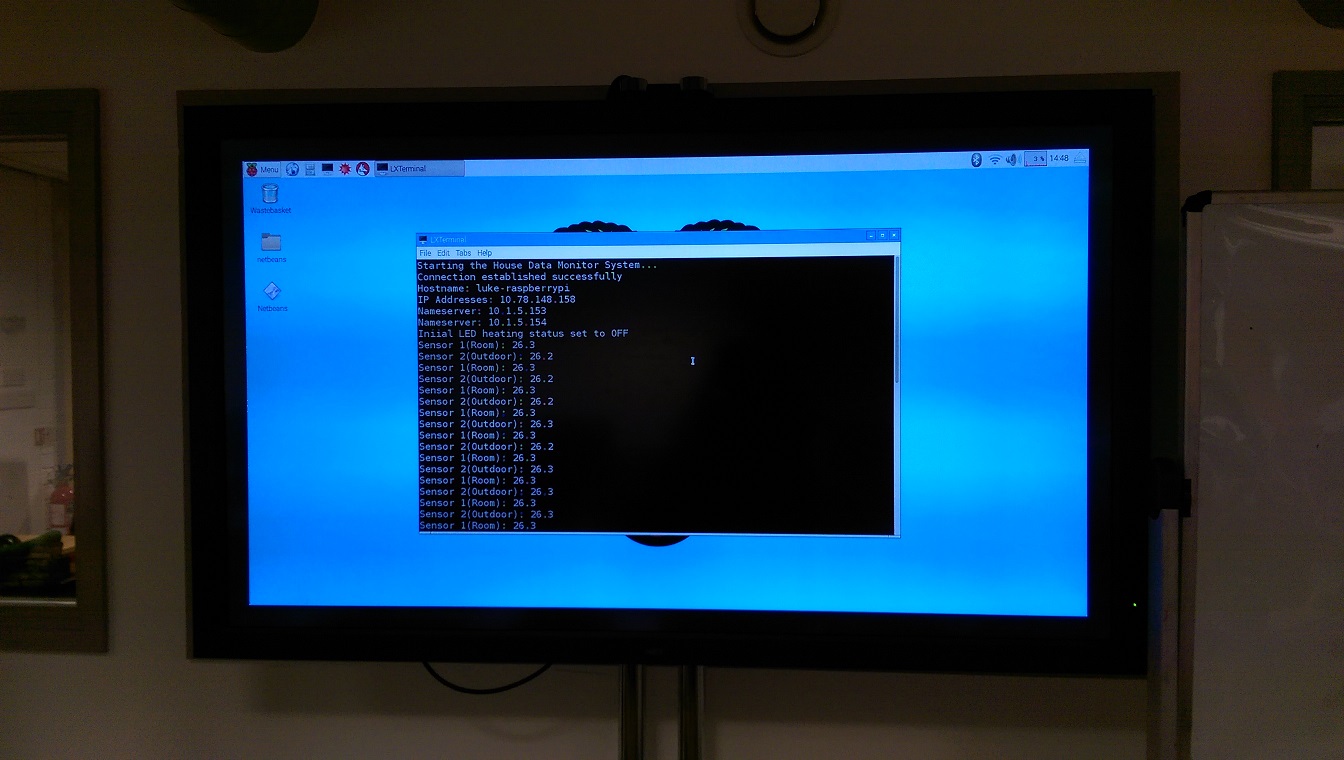 Menu
LXTerminal
3 %
14:48
Wastebasket
netbeans
Netbeans
LXTerminal
File Edit Tabs Help
Starting the House Data Monitor System...
Connection established successfully
Hostname: luke-raspberrypi
IP Addresses: 10.78.148.158
Nameserver: 10.1.5.153
Nameserver: 10.1.5.154
Iniial LED heating status set to OFF
Sensor 1(Room): 26.3
Sensor 2(Outdoor): 26.2
Sensor 1(Room): 26.3
Sensor 2(Outdoor): 26.2
Sensor 1(Room): 26.3
Sensor 2(Outdoor): 26.2
Sensor 1(Room): 26.3
Sensor 2(Outdoor): 26.3
Sensor 1(Room): 26.3
Sensor 2(Outdoor): 26.2
Sensor 1(Room): 26.3
Sensor 2(Outdoor): 26.3
Sensor 1(Room): 26.3
Sensor 2(Outdoor): 26.3
Sensor 1(Room): 26.3
Sensor 2(Outdoor): 26.3
Sensor 1(Room): 26.3